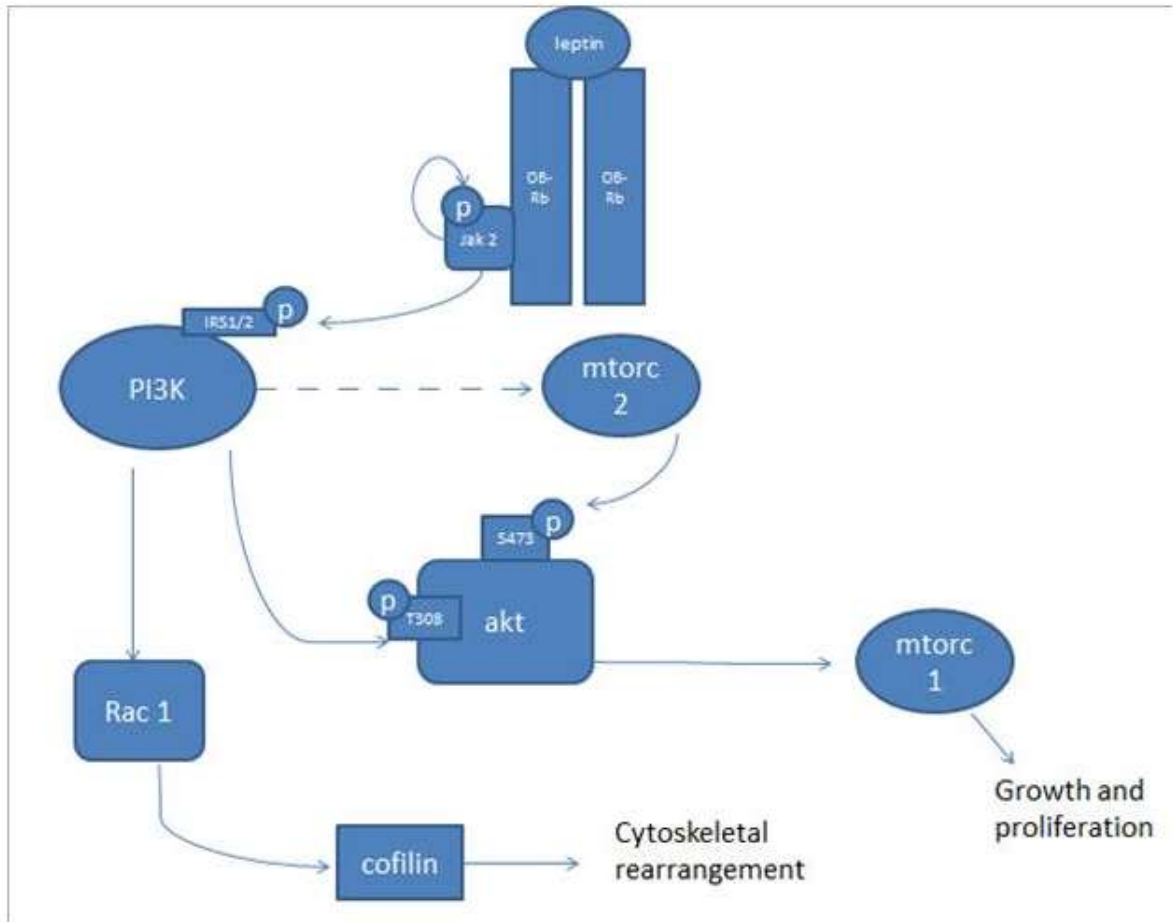 leptin
OB-
Rb
OB-
Rb
p
Jak 2
IRS1/2
p
PI3K
mtorc
2
S473
p
p
T308
akt
mtorc
1
Rac 1
Growth and
proliferation
cofilin
Cytoskeletal
rearrangement